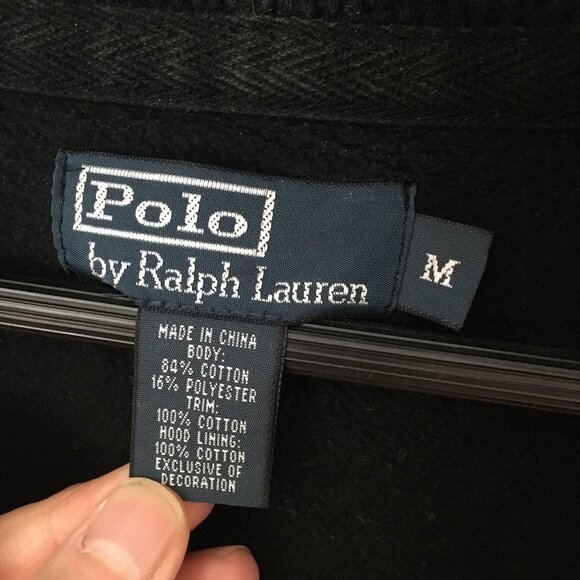 Polo
by Ralph Lauren
M
MADE IN CHINA
BODY:
84% COTTON
16% POLYESTER
TRIM:
100% COTTON
HOOD LINING:
100% COTTON
EXCLUSIVE OF
DECORATION